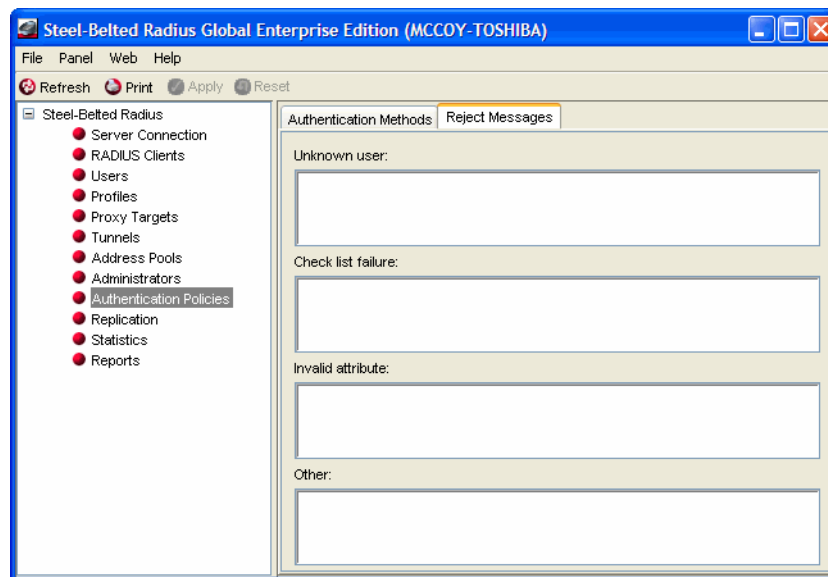 Steel-Belted Radius Global Enterprise Edition (MCCOY-TOSHIBA)
File Panel Web Help
Refresh Print Apply Reset
Steel-Belted Radius
Server Connection
RADIUS Clients
Users
Profiles
Proxy Targets
Tunnels
Address Pools
Administrators
Authentication Policies
Replication
Statistics
Reports
Authentication Methods Reject Messages
Unknown user:
Check list failure:
Invalid attribute:
Other: